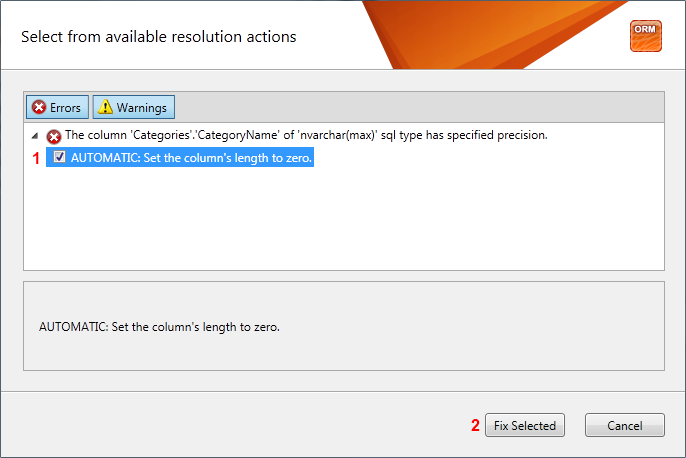 Select from available resolution actions
ORM
Errors Warnings
The column 'Categories'.'CategoryName' of 'nvarchar(max)' sql type has specified precision.
1 AUTOMATIC: Set the column's length to zero.
AUTOMATIC: Set the column's length to zero.
2 Fix Selected Cancel